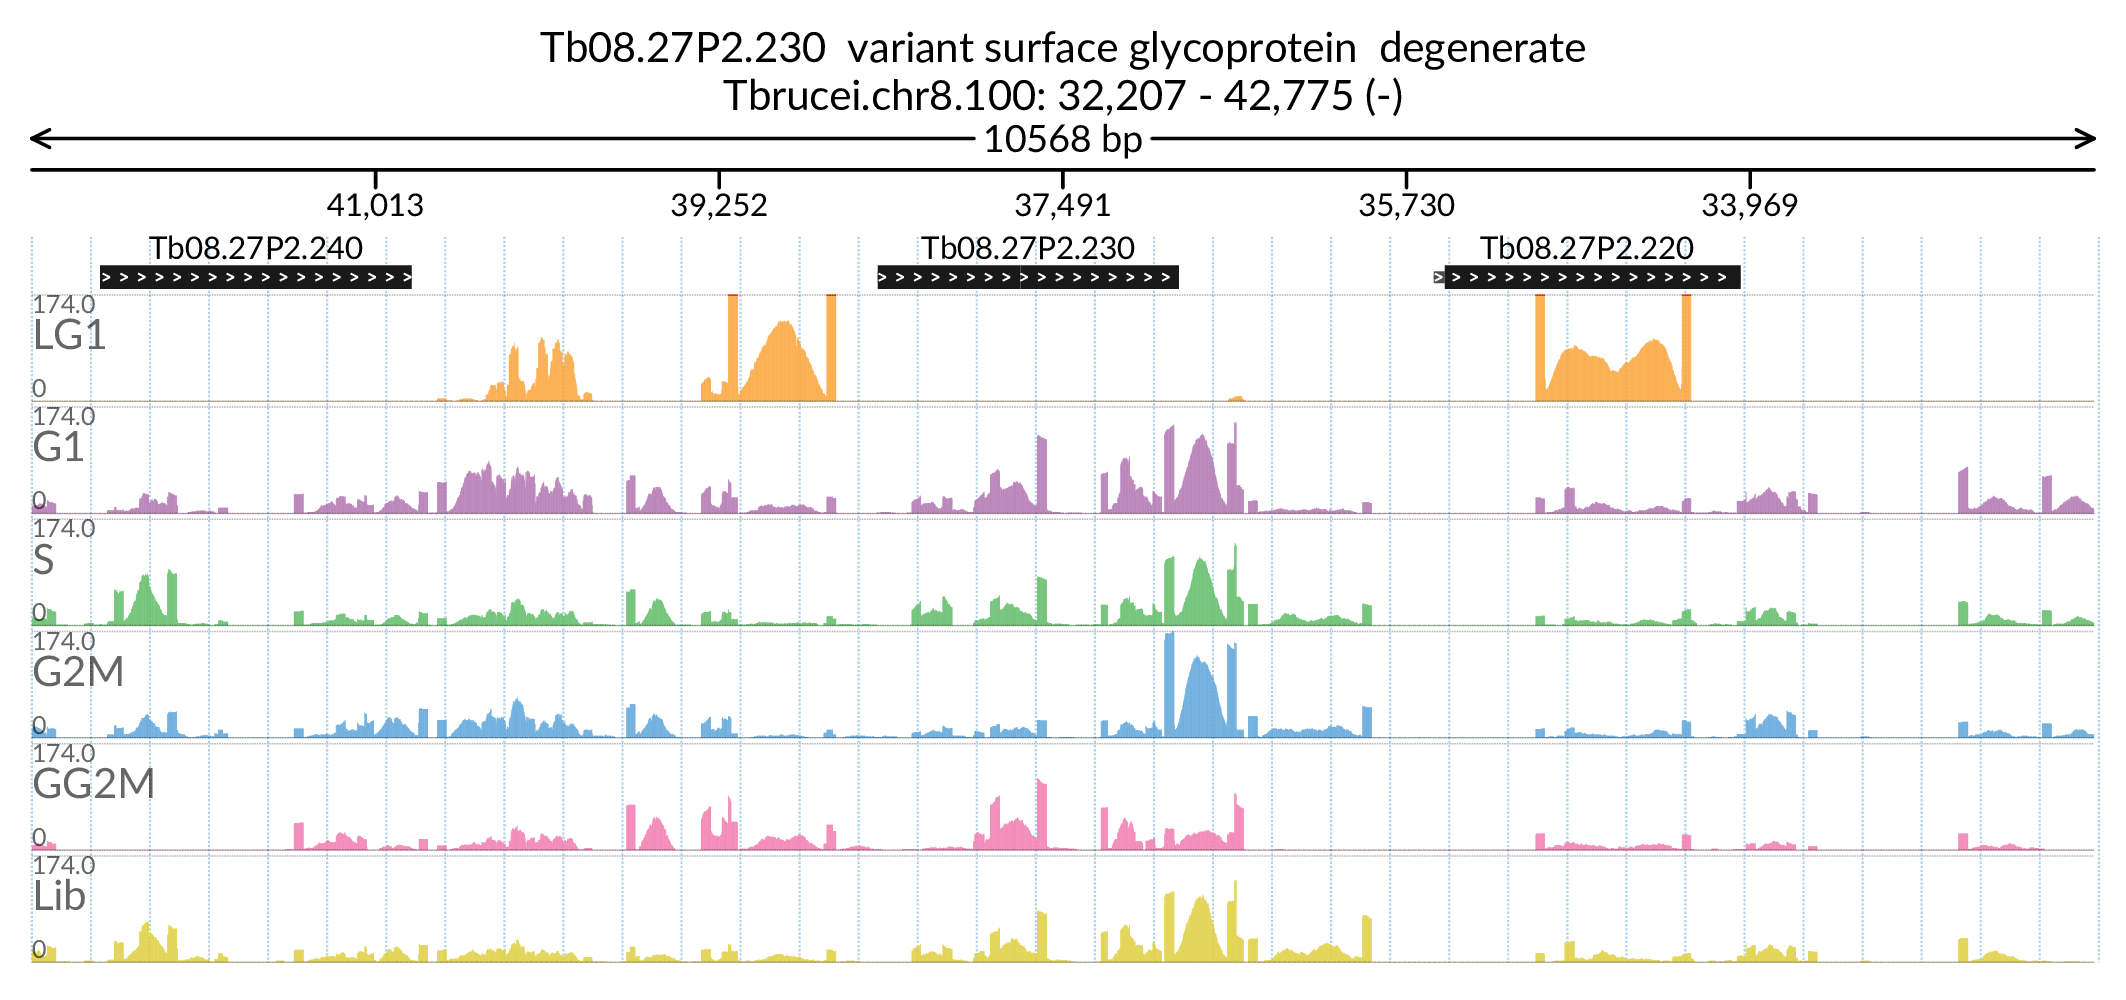 Tb08.27P2.230  variant surface glycoprotein  degenerate
Tbrucei.chr8.100: 32,207 - 42,775 (-)
10568 bp
41,013 39,252 37,491 35,730 33,969
Tb08.27P2.240 Tb08.27P2.230 Tb08.27P2.220
174.0
LG1
0
174.0
G1
0
174.0
S
0
174.0
G2M
0
174.0
GG2M
0
174.0
Lib
0